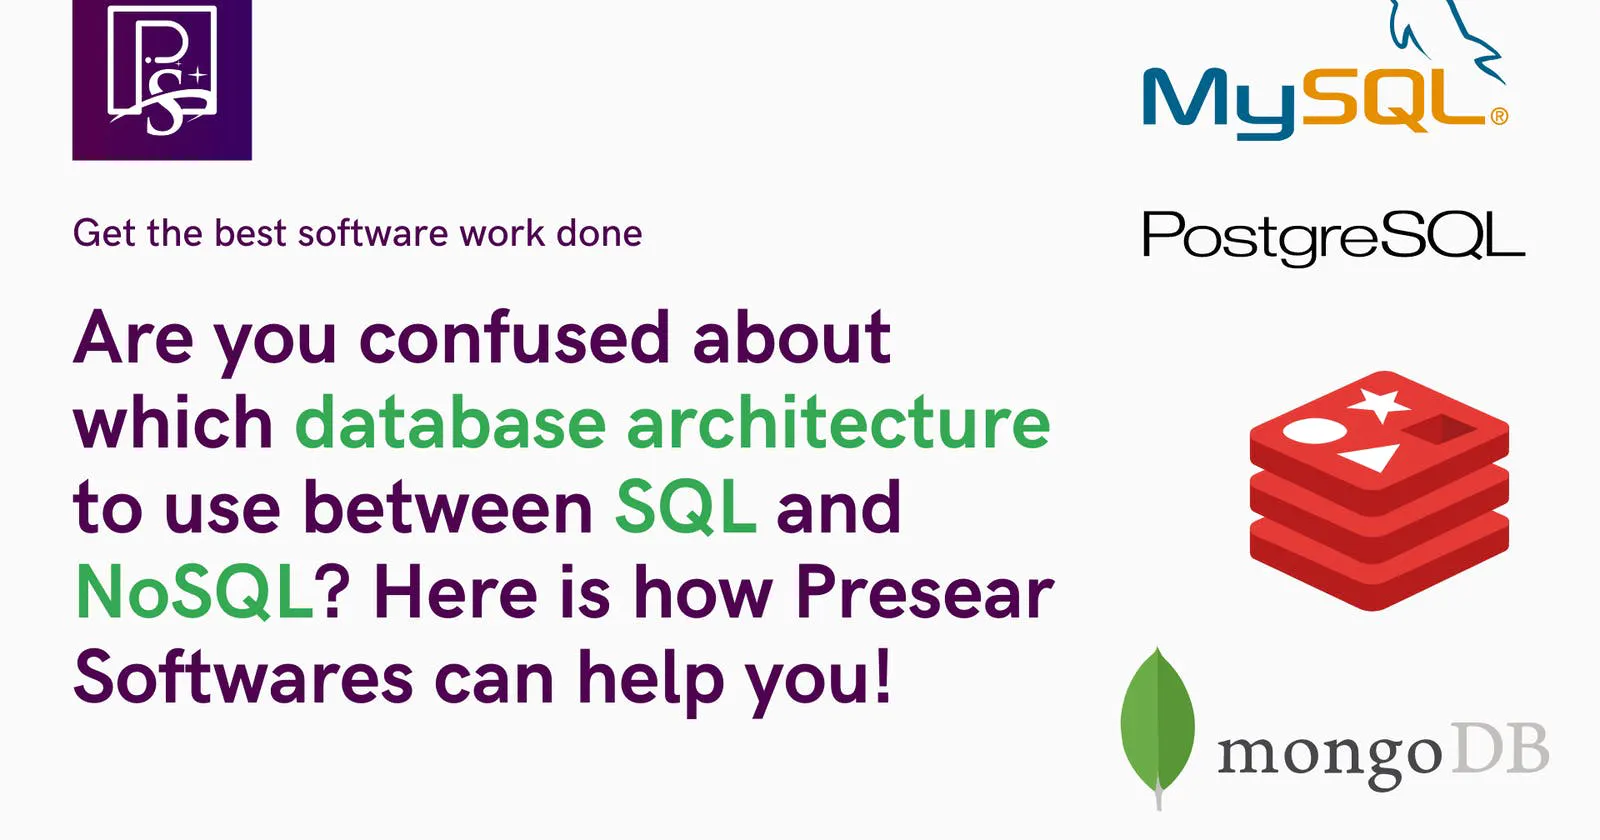 PS
Get the best software work done
Are you confused about
which database architecture
to use between SQL and
NoSQL? Here is how Presear
Softwares can help you!
MySQL®
PostgreSQL
mongoDB